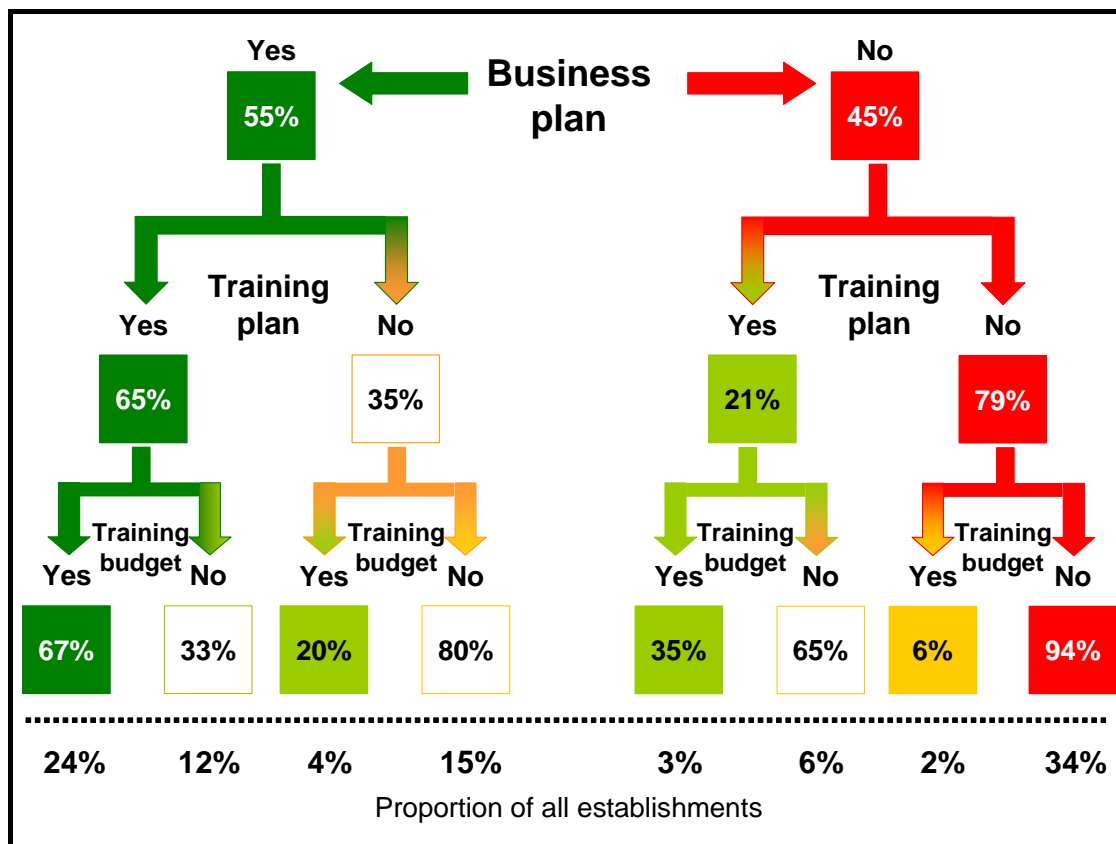 Yes
Business
plan
No
55%
45%
Training
plan
Yes
No
Training
plan
Yes
No
65%
35%
21%
79%
Training
budget
Yes
No
Training
budget
Yes
No
Training
budget
Yes
No
Training
budget
Yes
No
67%
33%
20%
80%
35%
65%
6%
94%
24%
12%
4%
15%
3%
6%
2%
34%
Proportion of all establishments